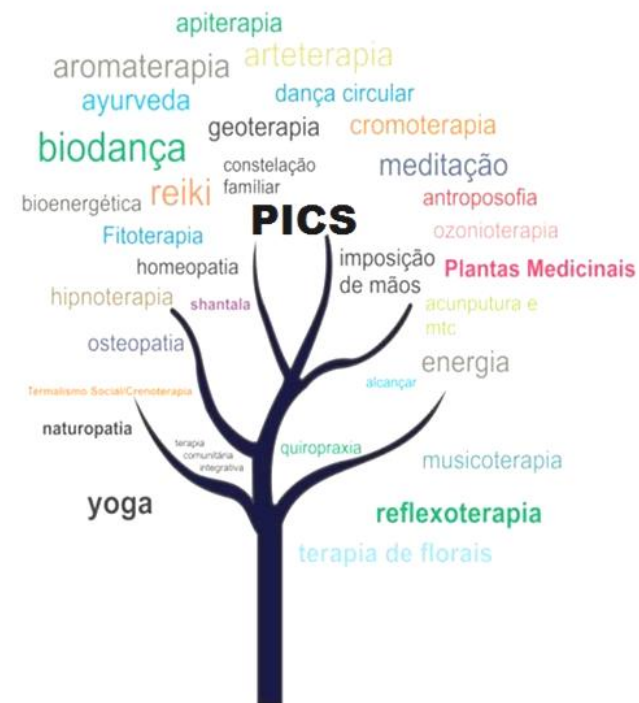 apiterapia
arteterapia
aromaterapia
ayurveda
dança circular
geoterapia
cromoterapia
biodança
constelação
familiar
meditação
bioenergética
reiki
antroposofia
PICS
Fitoterapia
ozonioterapia
homeopatia
imposição
de mãos
Plantas Medicinais
hipnoterapia
shantala
acunputura e
mtc
osteopatia
energia
alcançar
Termalismo Social/Crenoterapia
naturopatia
terapia
comunitária
integrativa
quiropraxia
musicoterapia
yoga
reflexoterapia
terapia de florais